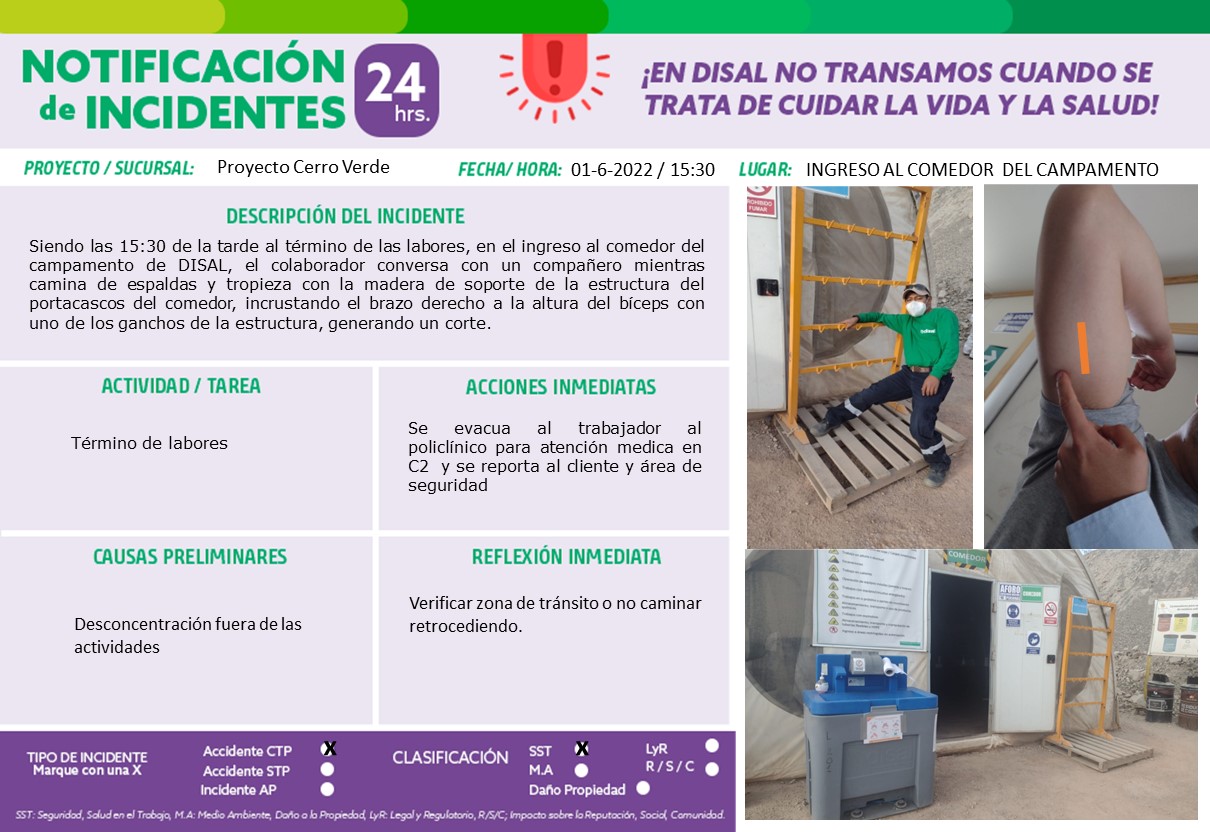 NOTIFICACIÓN
de INCIDENTES
24
hrs.
¡EN DISAL NO TRANSAMOS CUANDO SE
TRATA DE CUIDAR LA VIDA Y LA SALUD!
PROYECTO / SUCURSAL: Proyecto Cerro Verde FECHA/ HORA: 01-6-2022 / 15:30 LUGAR: INGRESO AL COMEDOR DEL CAMPAMENTO
DESCRIPCIÓN DEL INCIDENTE
Siendo las 15:30 de la tarde al término de las labores, en el ingreso al comedor del
campamento de DISAL, el colaborador conversa con un compañero mientras
camina de espaldas y tropieza con la madera de soporte de la estructura del
portacascos del comedor, incrustando el brazo derecho a la altura del bíceps con
uno de los ganchos de la estructura, generando un corte.
ACTIVIDAD / TAREA
Término de labores
ACCIONES INMEDIATAS
Se evacua al trabajador al
policlínico para atención medica en
C2 y se reporta al cliente y área de
seguridad
CAUSAS PRELIMINARES
Desconcentración fuera de las
actividades
REFLEXIÓN INMEDIATA
Verificar zona de tránsito o no caminar
retrocediendo.
TIPO DE INCIDENTE
Marque con una X
Accidente CTP X
Accidente STP
Incidente AP
CLASIFICACIÓN
SST X
M.A
Daño Propiedad
LyR
R / S / C
SST: Seguridad, Salud en el Trabajo, M.A: Medio Ambiente, Daño a la Propiedad, LyR: Legal y Regulatorio, R/S/C; Impacto sobre la Reputación, Social, Comunidad.
PROHIBIDO
FUMAR
AFORO
COMEDOR
AFORO